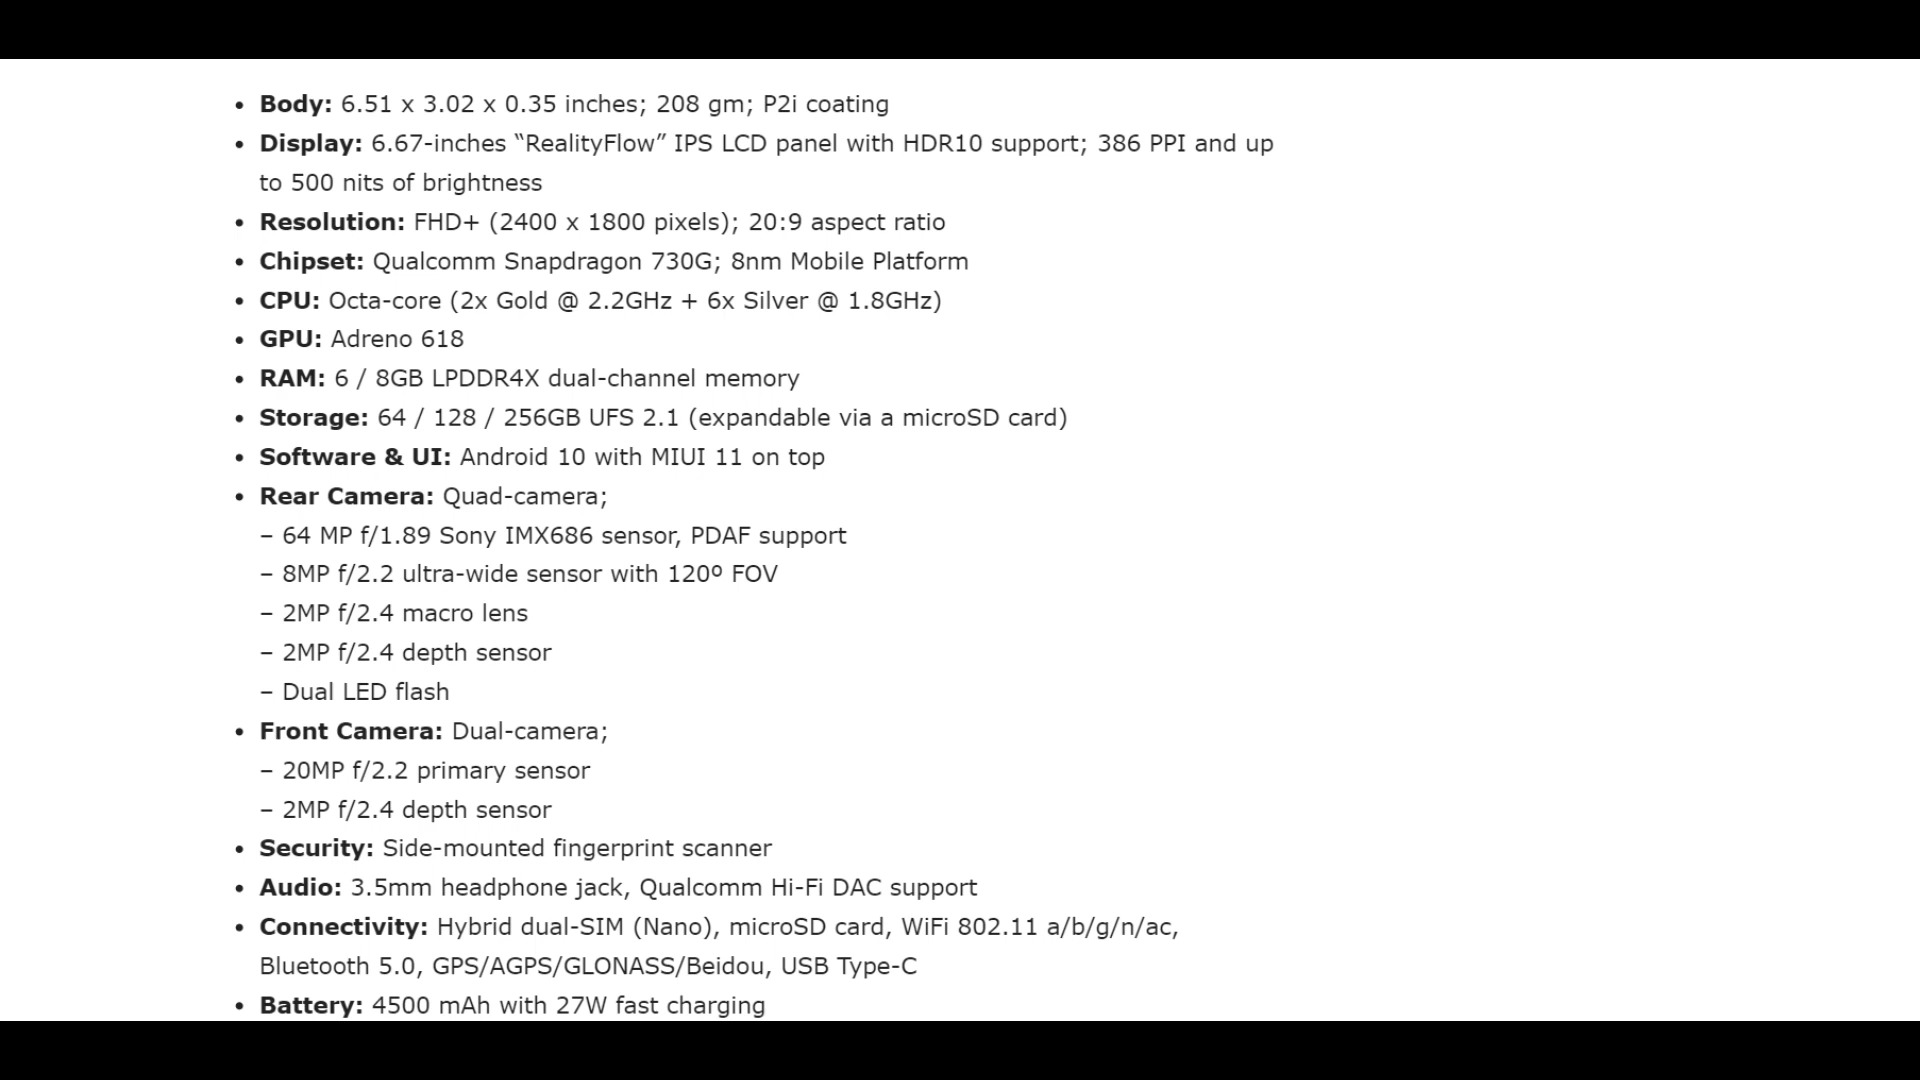 • Body: 6.51 x 3.02 x 0.35 inches; 208 gm; P2i coating
• Display: 6.67-inches “RealityFlow” IPS LCD panel with HDR10 support; 386 PPI and up
to 500 nits of brightness
• Resolution: FHD+ (2400 x 1800 pixels); 20:9 aspect ratio
• Chipset: Qualcomm Snapdragon 730G; 8nm Mobile Platform
• CPU: Octa-core (2x Gold @ 2.2GHz + 6x Silver @ 1.8GHz)
• GPU: Adreno 618
• RAM: 6 / 8GB LPDDR4X dual-channel memory
• Storage: 64 / 128 / 256GB UFS 2.1 (expandable via a microSD card)
• Software & UI: Android 10 with MIUI 11 on top
• Rear Camera: Quad-camera;
– 64 MP f/1.89 Sony IMX686 sensor, PDAF support
– 8MP f/2.2 ultra-wide sensor with 120º FOV
– 2MP f/2.4 macro lens
– 2MP f/2.4 depth sensor
– Dual LED flash
• Front Camera: Dual-camera;
– 20MP f/2.2 primary sensor
– 2MP f/2.4 depth sensor
• Security: Side-mounted fingerprint scanner
• Audio: 3.5mm headphone jack, Qualcomm Hi-Fi DAC support
• Connectivity: Hybrid dual-SIM (Nano), microSD card, WiFi 802.11 a/b/g/n/ac,
Bluetooth 5.0, GPS/AGPS/GLONASS/Beidou, USB Type-C
• Battery: 4500 mAh with 27W fast charging